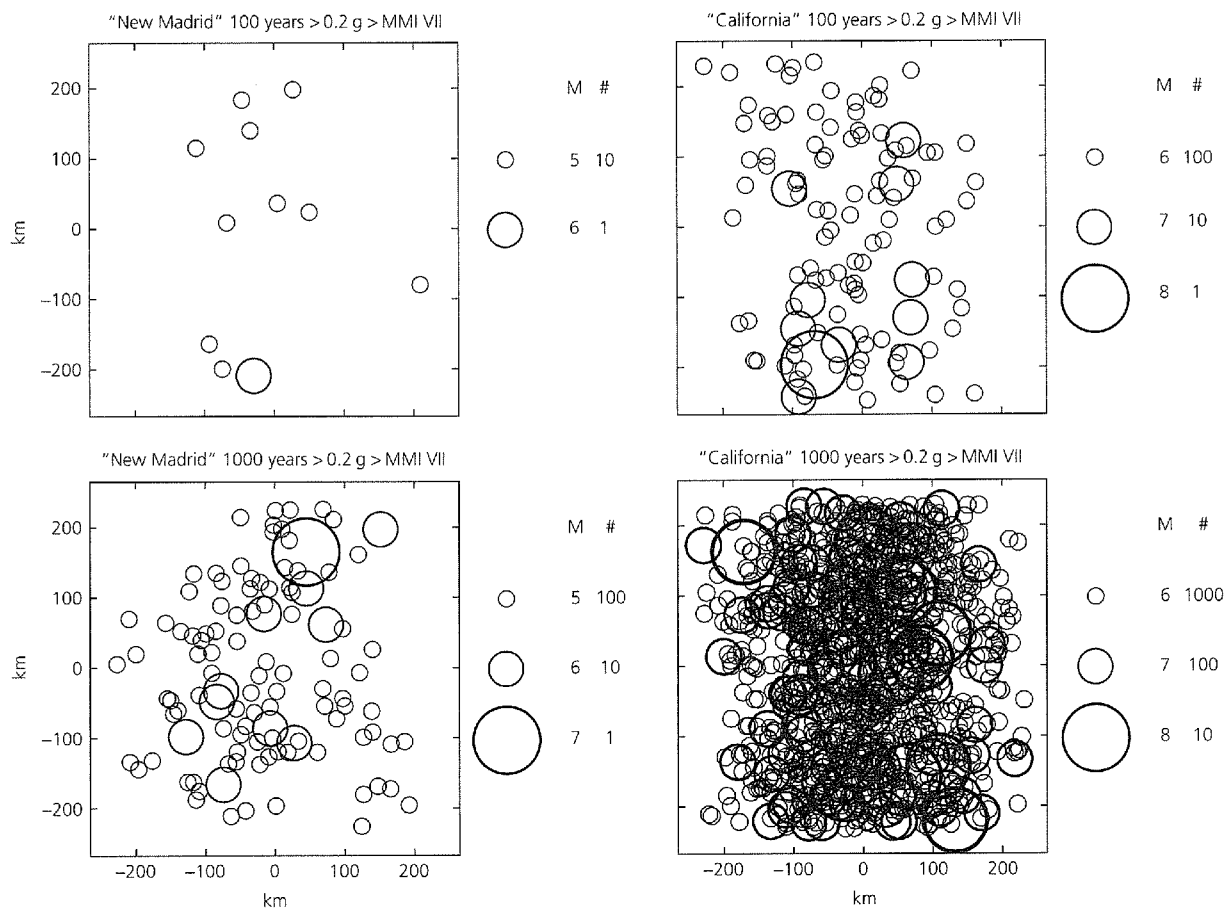 "New Madrid" 100 years > 0.2 g > MMI VII
200
100
0
−100
−200
km
M #
5 10
6 1
"California" 100 years > 0.2 g > MMI VII
M #
6 100
7 10
8 1
"New Madrid" 1000 years > 0.2 g > MMI VII
200
100
0
−100
−200
km
−200 −100 0 100 200
km
M #
5 100
6 10
7 1
"California" 1000 years > 0.2 g > MMI VII
−200 −100 0 100 200
km
M #
6 1000
7 100
8 10